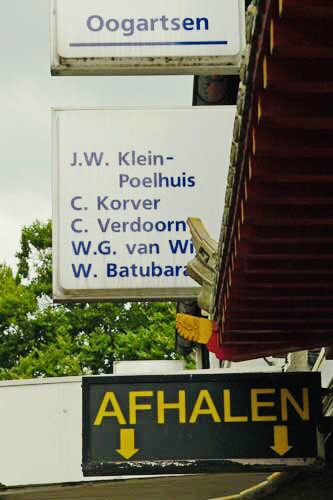 Oogartsen
J.W. Klein-
Poelhuis
C. Korver
C. Verdoorn
W.G. van
W. Batubara
AFHALEN